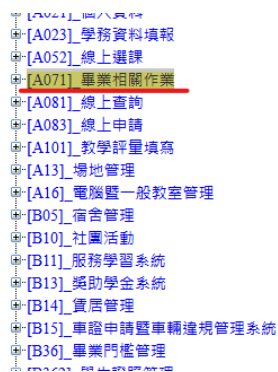 [A021]_個人資料
[A023]_學務資料填報
[A052]_線上選課
[A071]_畢業相關作業
[A081]_線上查詢
[A083]_線上申請
[A101]_教學評量填寫
[A13]_場地管理
[A16]_電腦暨一般教室管理
[B05]_宿舍管理
[B10]_社團活動
[B11]_服務學習系統
[B13]_獎助學金系統
[B14]_賃居管理
[B15]_車證申請暨車輛違規管理系統
[B36]_畢業門檻管理